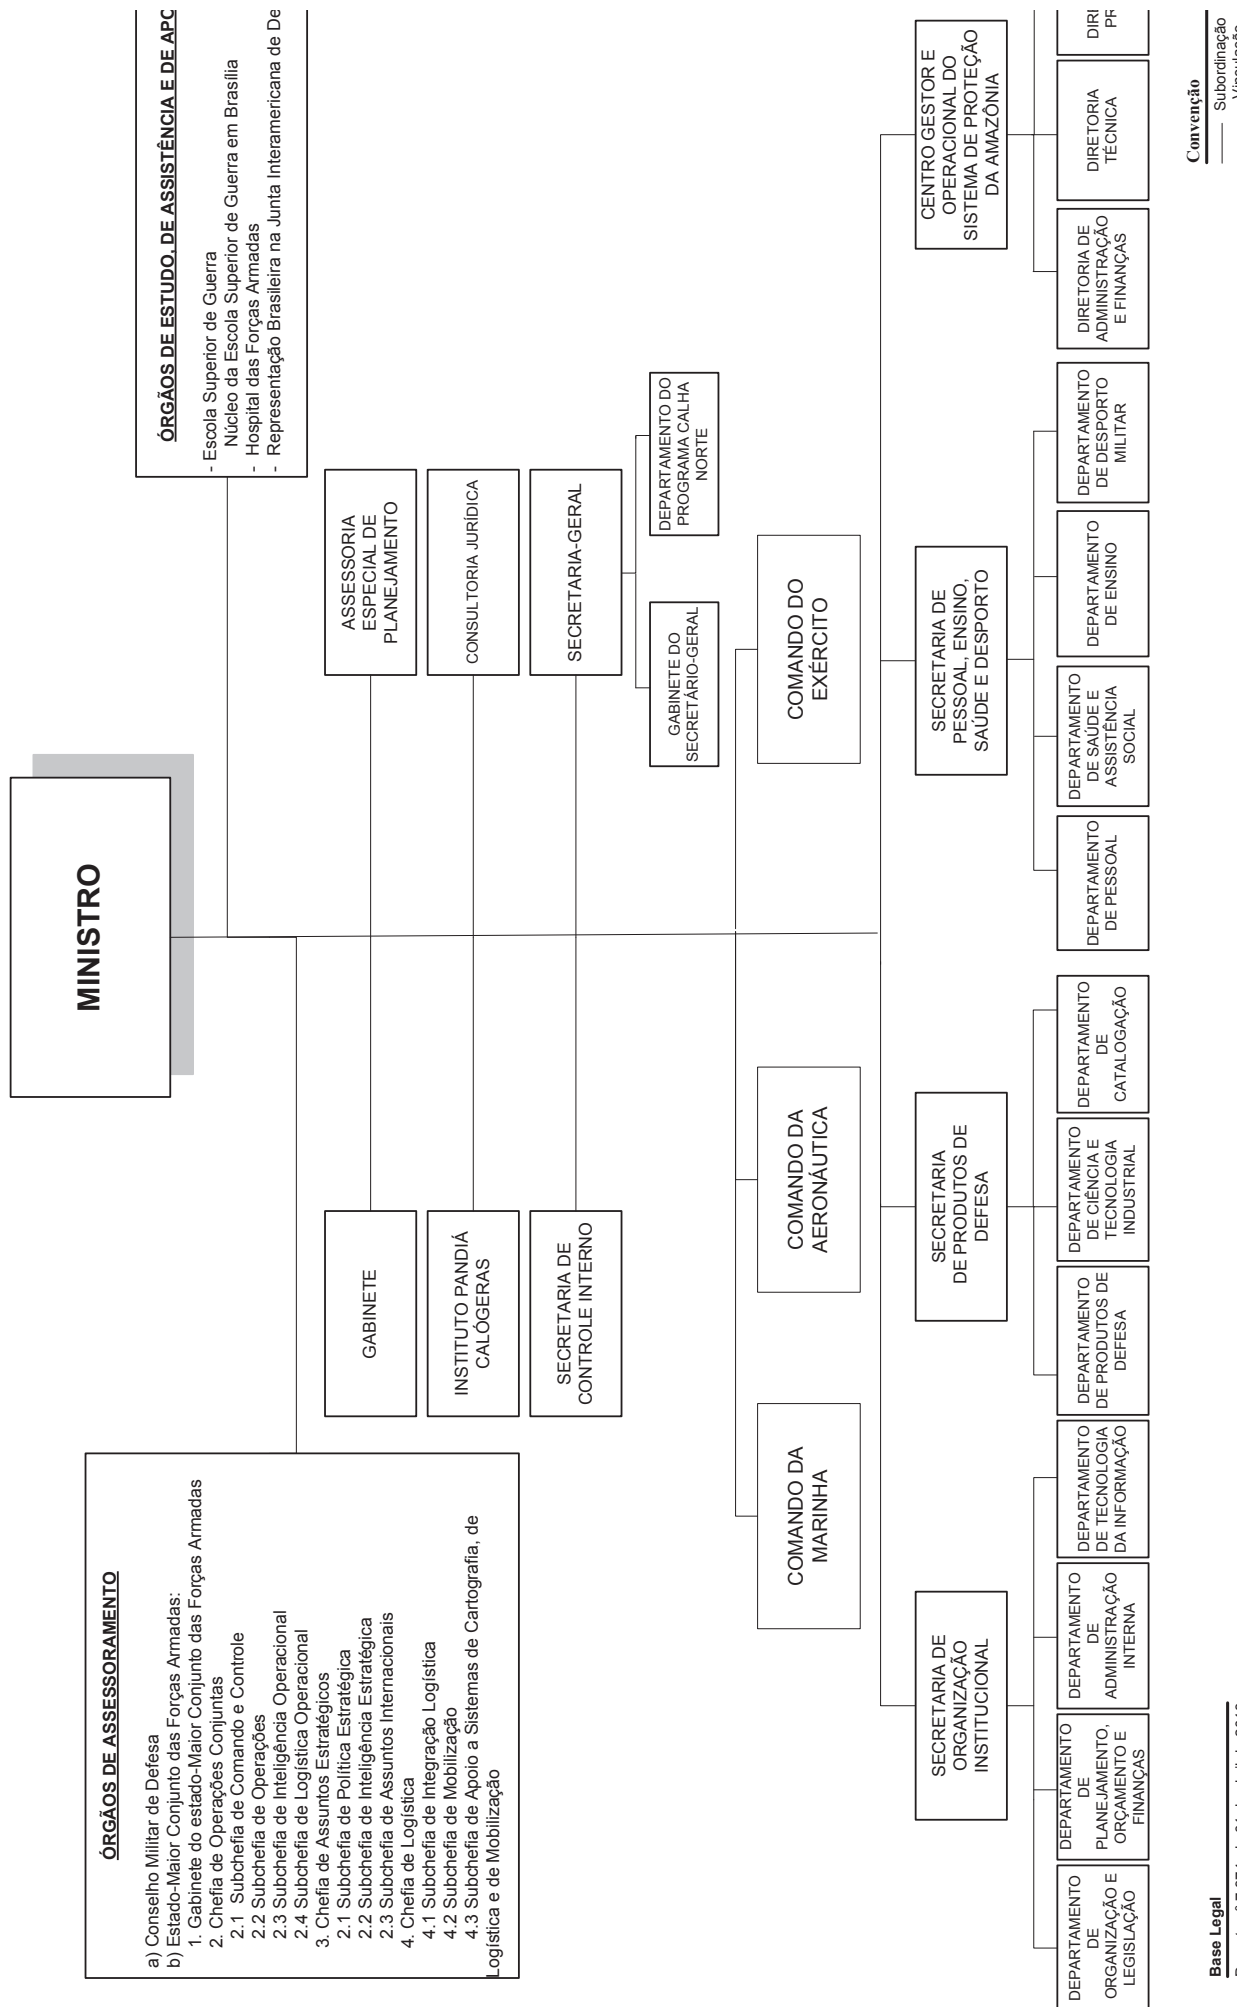 MINISTRO
ÓRGÃOS DE ASSESSORAMENTO
a) Conselho Militar de Defesa
b) Estado-Maior Conjunto das Forças Armadas:
1. Gabinete do estado-Maior Conjunto das Forças Armadas
2. Chefia de Operações Conjuntas
2.1 Subchefia de Comando e Controle
2.2 Subchefia de Operações
2.3 Subchefia de Inteligência Operacional
2.4 Subchefia de Logística Operacional
3. Chefia de Assuntos Estratégicos
2.1 Subchefia de Política Estratégica
2.2 Subchefia de Inteligência Estratégica
2.3 Subchefia de Assuntos Internacionais
4. Chefia de Logística
4.1 Subchefia de Integração Logística
4.2 Subchefia de Mobilização
4.3 Subchefia de Apoio a Sistemas de Cartografia, de
Logística e de Mobilização
ÓRGÃOS DE ESTUDO, DE ASSISTÊNCIA E DE
- Escola Superior de Guerra
Núcleo da Escola Superior de Guerra em Brasília
- Hospital das Forças Armadas
- Representação Brasileira na Junta Interamericana de
GABINETE
ASSESSORIA
ESPECIAL DE
PLANEJAMENTO
INSTITUTO PANDIÁ
CALÓGERAS
CONSULTORIA JURÍDICA
SECRETARIA DE
CONTROLE INTERNO
SECRETARIA-GERAL
GABINETE DO
SECRETÁRIO-GERAL
DEPARTAMENTO DO
PROGRAMA CALHA
NORTE
COMANDO DA
MARINHA
COMANDO DA
AERONÁUTICA
COMANDO DO
EXÉRCITO
SECRETARIA DE
ORGANIZAÇÃO
INSTITUCIONAL
SECRETARIA
DE PRODUTOS DE
DEFESA
SECRETARIA DE
PESSOAL, ENSINO,
SAÚDE E DESPORTO
CENTRO GESTOR E
OPERACIONAL DO
SISTEMA DE PROTEÇÃO
DA AMAZÔNIA
DEPARTAMENTO
DE
ORGANIZAÇÃO E
LEGISLAÇÃO
DEPARTAMENTO
DE
PLANEJAMENTO,
ORÇAMENTO E
FINANÇAS
DEPARTAMENTO
DE
ADMINISTRAÇÃO
INTERNA
DEPARTAMENTO
DE TECNOLOGIA
DA INFORMAÇÃO
DEPARTAMENTO
DE PRODUTOS DE
DEFESA
DEPARTAMENTO
DE CIÊNCIA E
TECNOLOGIA
INDUSTRIAL
DEPARTAMENTO
DE
CATALOGAÇÃO
DEPARTAMENTO
DE PESSOAL
DEPARTAMENTO
DE SAÚDE E
ASSISTÊNCIA
SOCIAL
DEPARTAMENTO
DE ENSINO
DEPARTAMENTO
DE DESPORTO
MILITAR
DIRETORIA DE
ADMINISTRAÇÃO
E FINANÇAS
DIRETORIA
TÉCNICA
Base Legal
Convenção
Subordinação